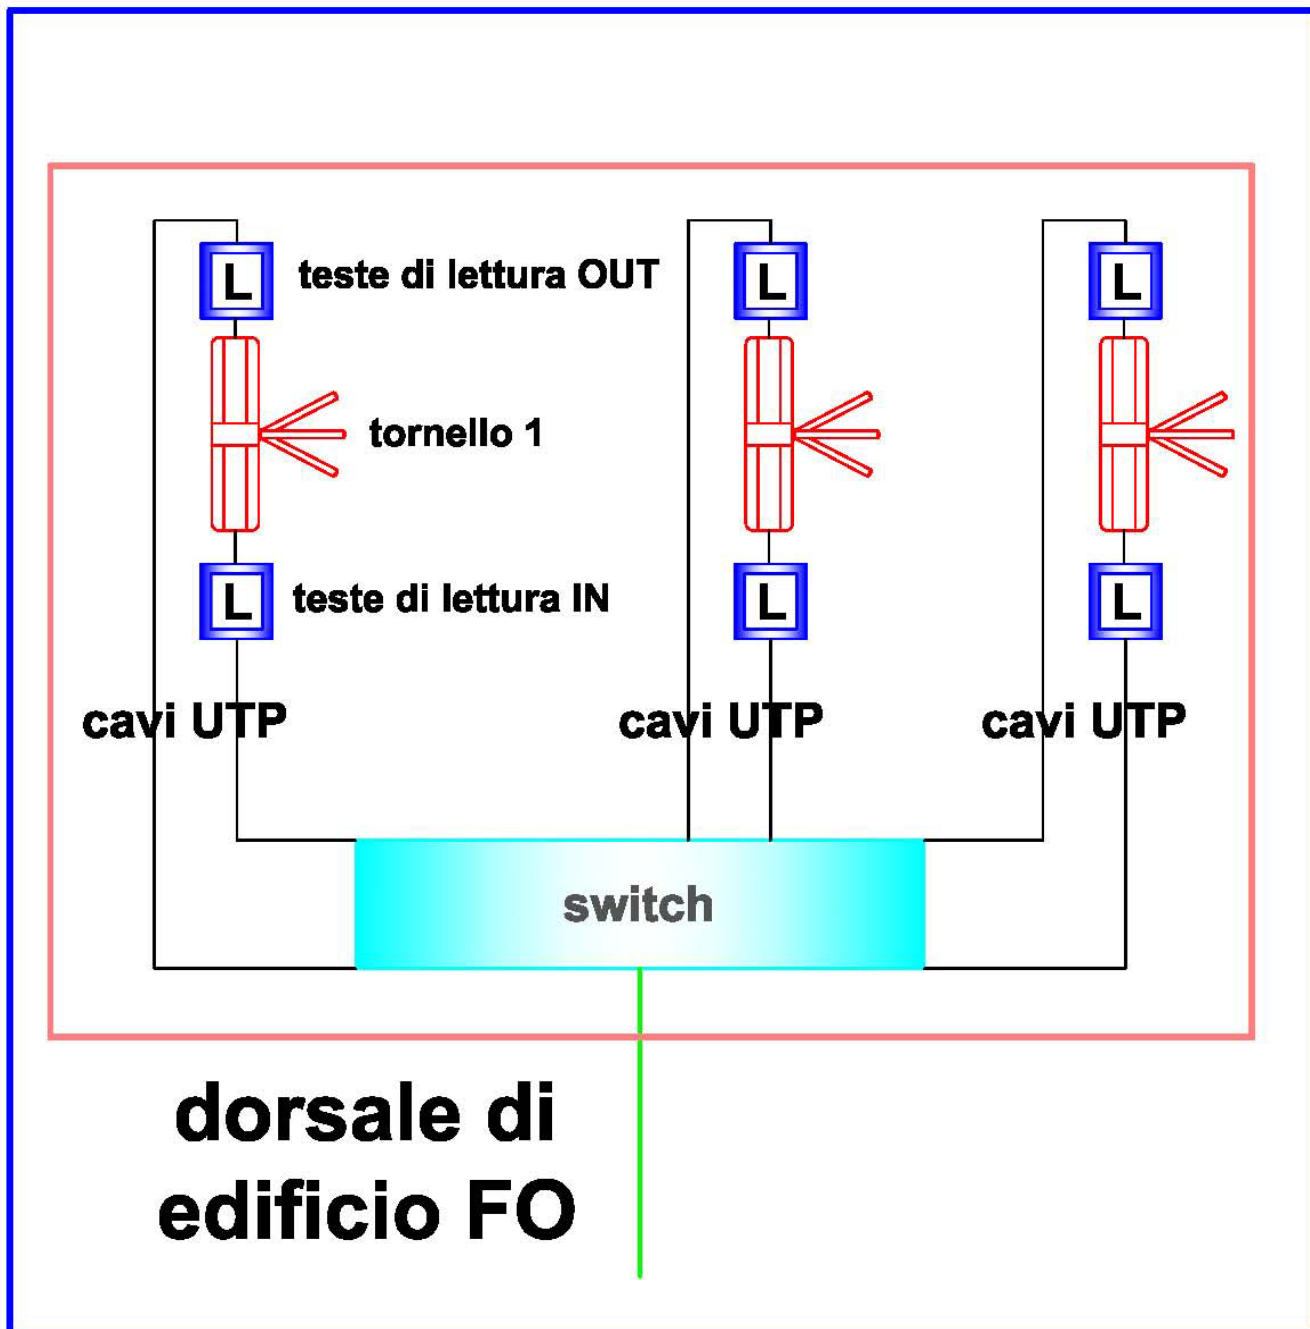 L
teste di lettura OUT
L
L
tornello 1
L
teste di lettura IN
L
L
cavi UTP
cavi UTP
cavi UTP
switch
dorsale di
edificio FO